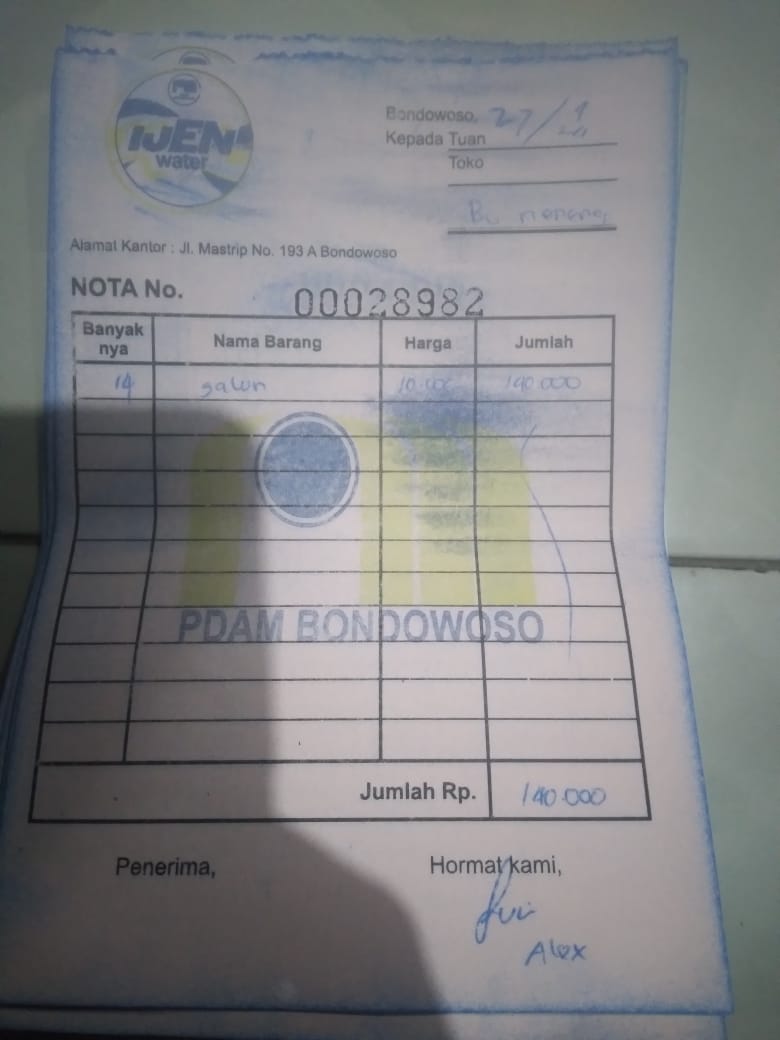 IJEN
water
Bondowoso, 27/1
Kepada Tuan
Toko
Bu
Alamat Kantor : Jl. Mastrip No. 193 A Bondowoso
NOTA No. 00028982
Banyak nya Nama Barang Harga Jumlah
14 galon 10.000 140.000
PDAM BONDOWOSO
Jumlah Rp. 140.000
Penerima, Hormat kami,
Alex